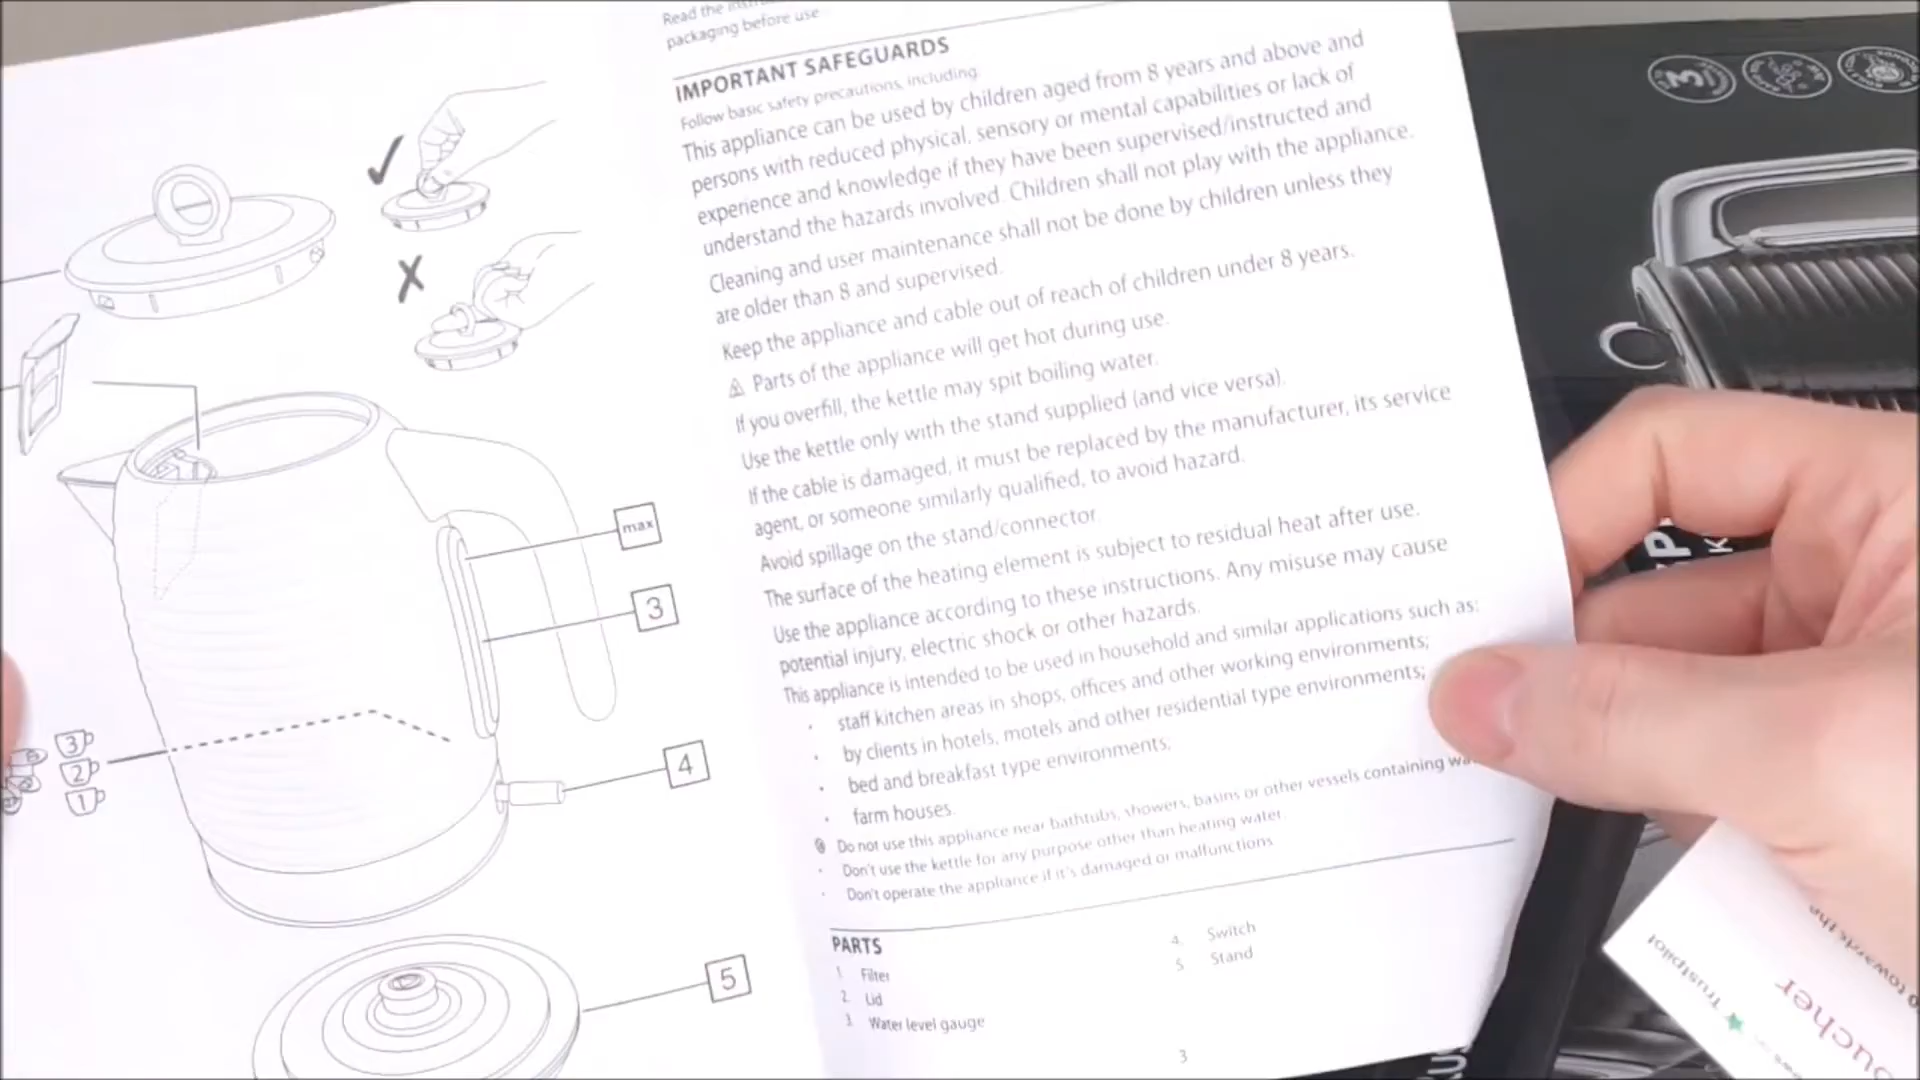 Read the
packaging before use
IMPORTANT SAFEGUARDS
Follow basic safety precautions, including:
This appliance can be used by children aged from 8 years and above and
persons with reduced physical, sensory or mental capabilities or lack of
experience and knowledge if they have been supervised/instructed and
understand the hazards involved. Children shall not play with the appliance.
Cleaning and user maintenance shall not be done by children unless they
are older than 8 and supervised.
Keep the appliance and cable out of reach of children under 8 years.
Parts of the appliance will get hot during use.
If you overfill, the kettle may spit boiling water.
Use the kettle only with the stand supplied (and vice versa).
If the cable is damaged, it must be replaced by the manufacturer, its service
agent, or someone similarly qualified, to avoid hazard.
Avoid spillage on the stand/connector.
The surface of the heating element is subject to residual heat after use.
Use the appliance according to these instructions. Any misuse may cause
potential injury, electric shock or other hazards.
This appliance is intended to be used in household and similar applications such as:
· staff kitchen areas in shops, offices and other working environments;
· by clients in hotels, motels and other residential type environments;
· bed and breakfast type environments;
· farm houses.
Do not use this appliance near bathtubs, showers, basins or other vessels containing
· Don't use the kettle for any purpose other than heating water.
· Don't operate the appliance if it's damaged or malfunctions
PARTS
1 Filter
2. Lid
3. Water level gauge
4. Switch
5 Stand
3
max
3
4
5
3
2
1
3
Trustpilot